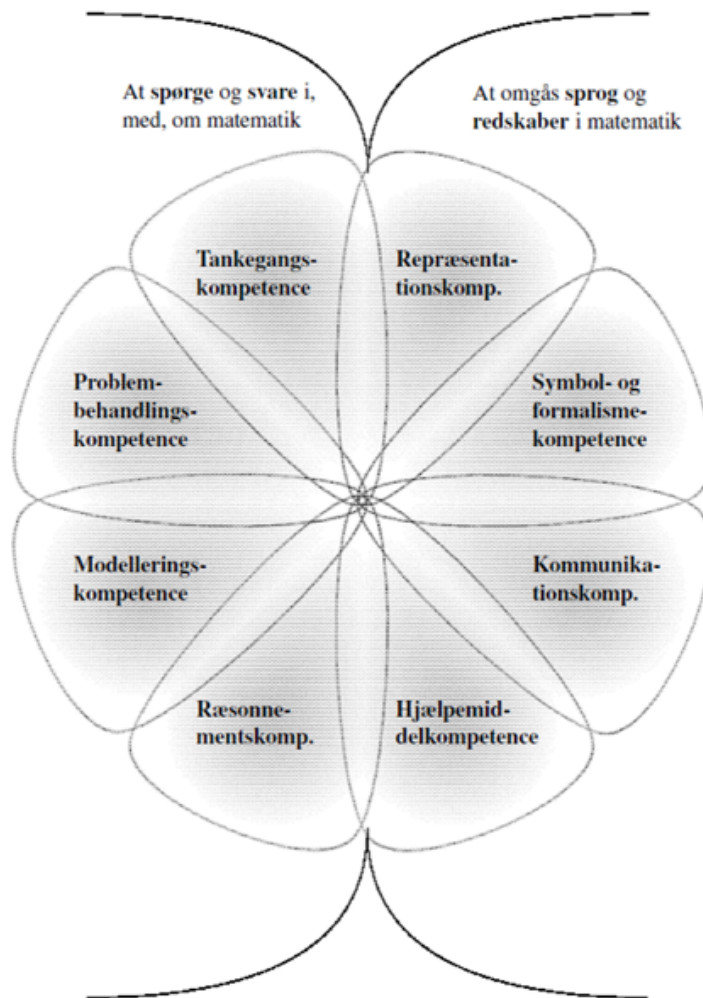 At spørge og svare i,
med, om matematik
At omgås sprog og
redskaber i matematik
Tankegangs-
kompetence
Repræsenta-
tionskomp.
Problem-
behandlings-
kompetence
Symbol- og
formalisme-
kompetence
Modellerings-
kompetence
Kommunika-
tionskomp.
Ræsonne-
mentskomp.
Hjælpemid-
delkompetence